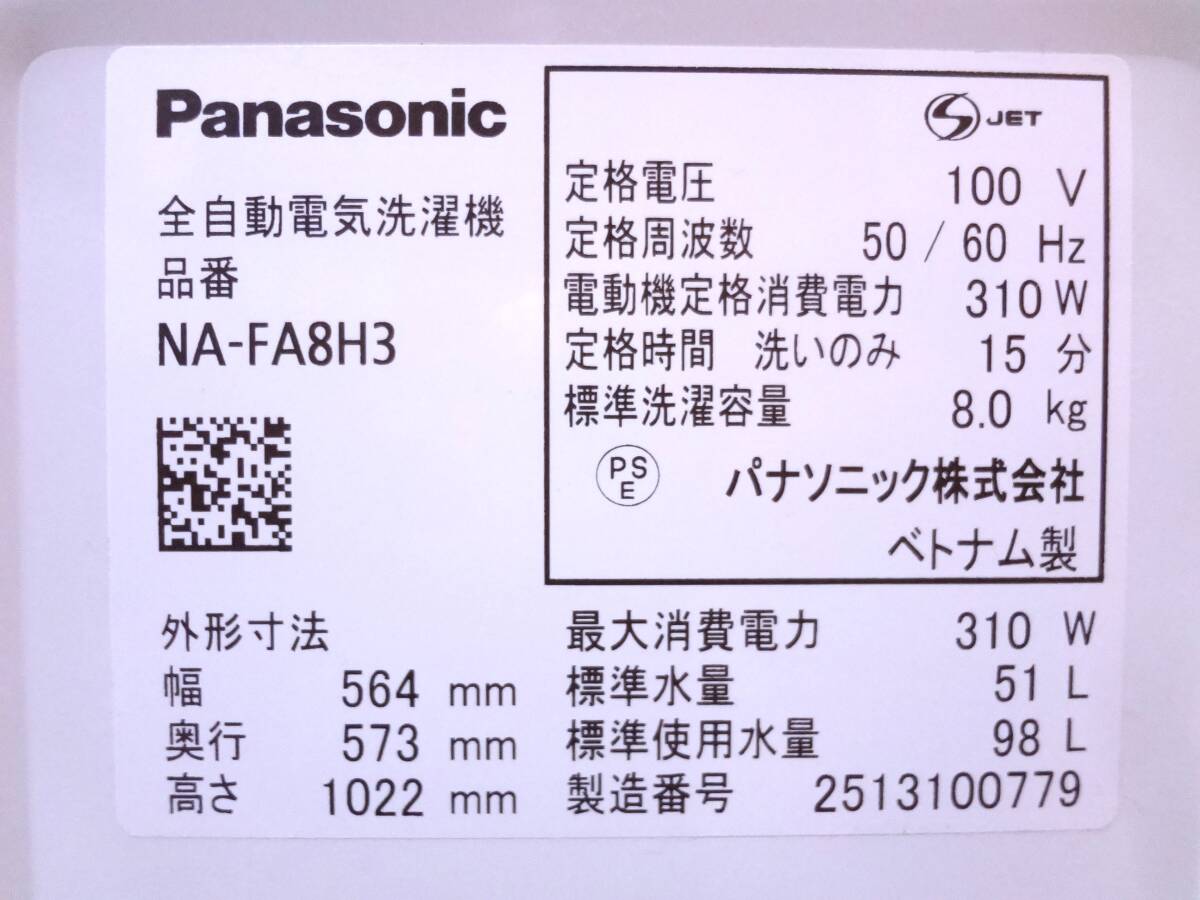 Panasonic
全自動電気洗濯機
品番
NA-FA8H3
S JET
定格電圧 100 V
定格周波数 50 / 60 Hz
電動機定格消費電力 310 W
定格時間 洗いのみ 15 分
標準洗濯容量 8.0 kg
PSE パナソニック株式会社
ベトナム製
外形寸法
幅 564 mm
奥行 573 mm
高さ 1022 mm
最大消費電力 310 W
標準水量 51 L
標準使用水量 98 L
製造番号 2513100779